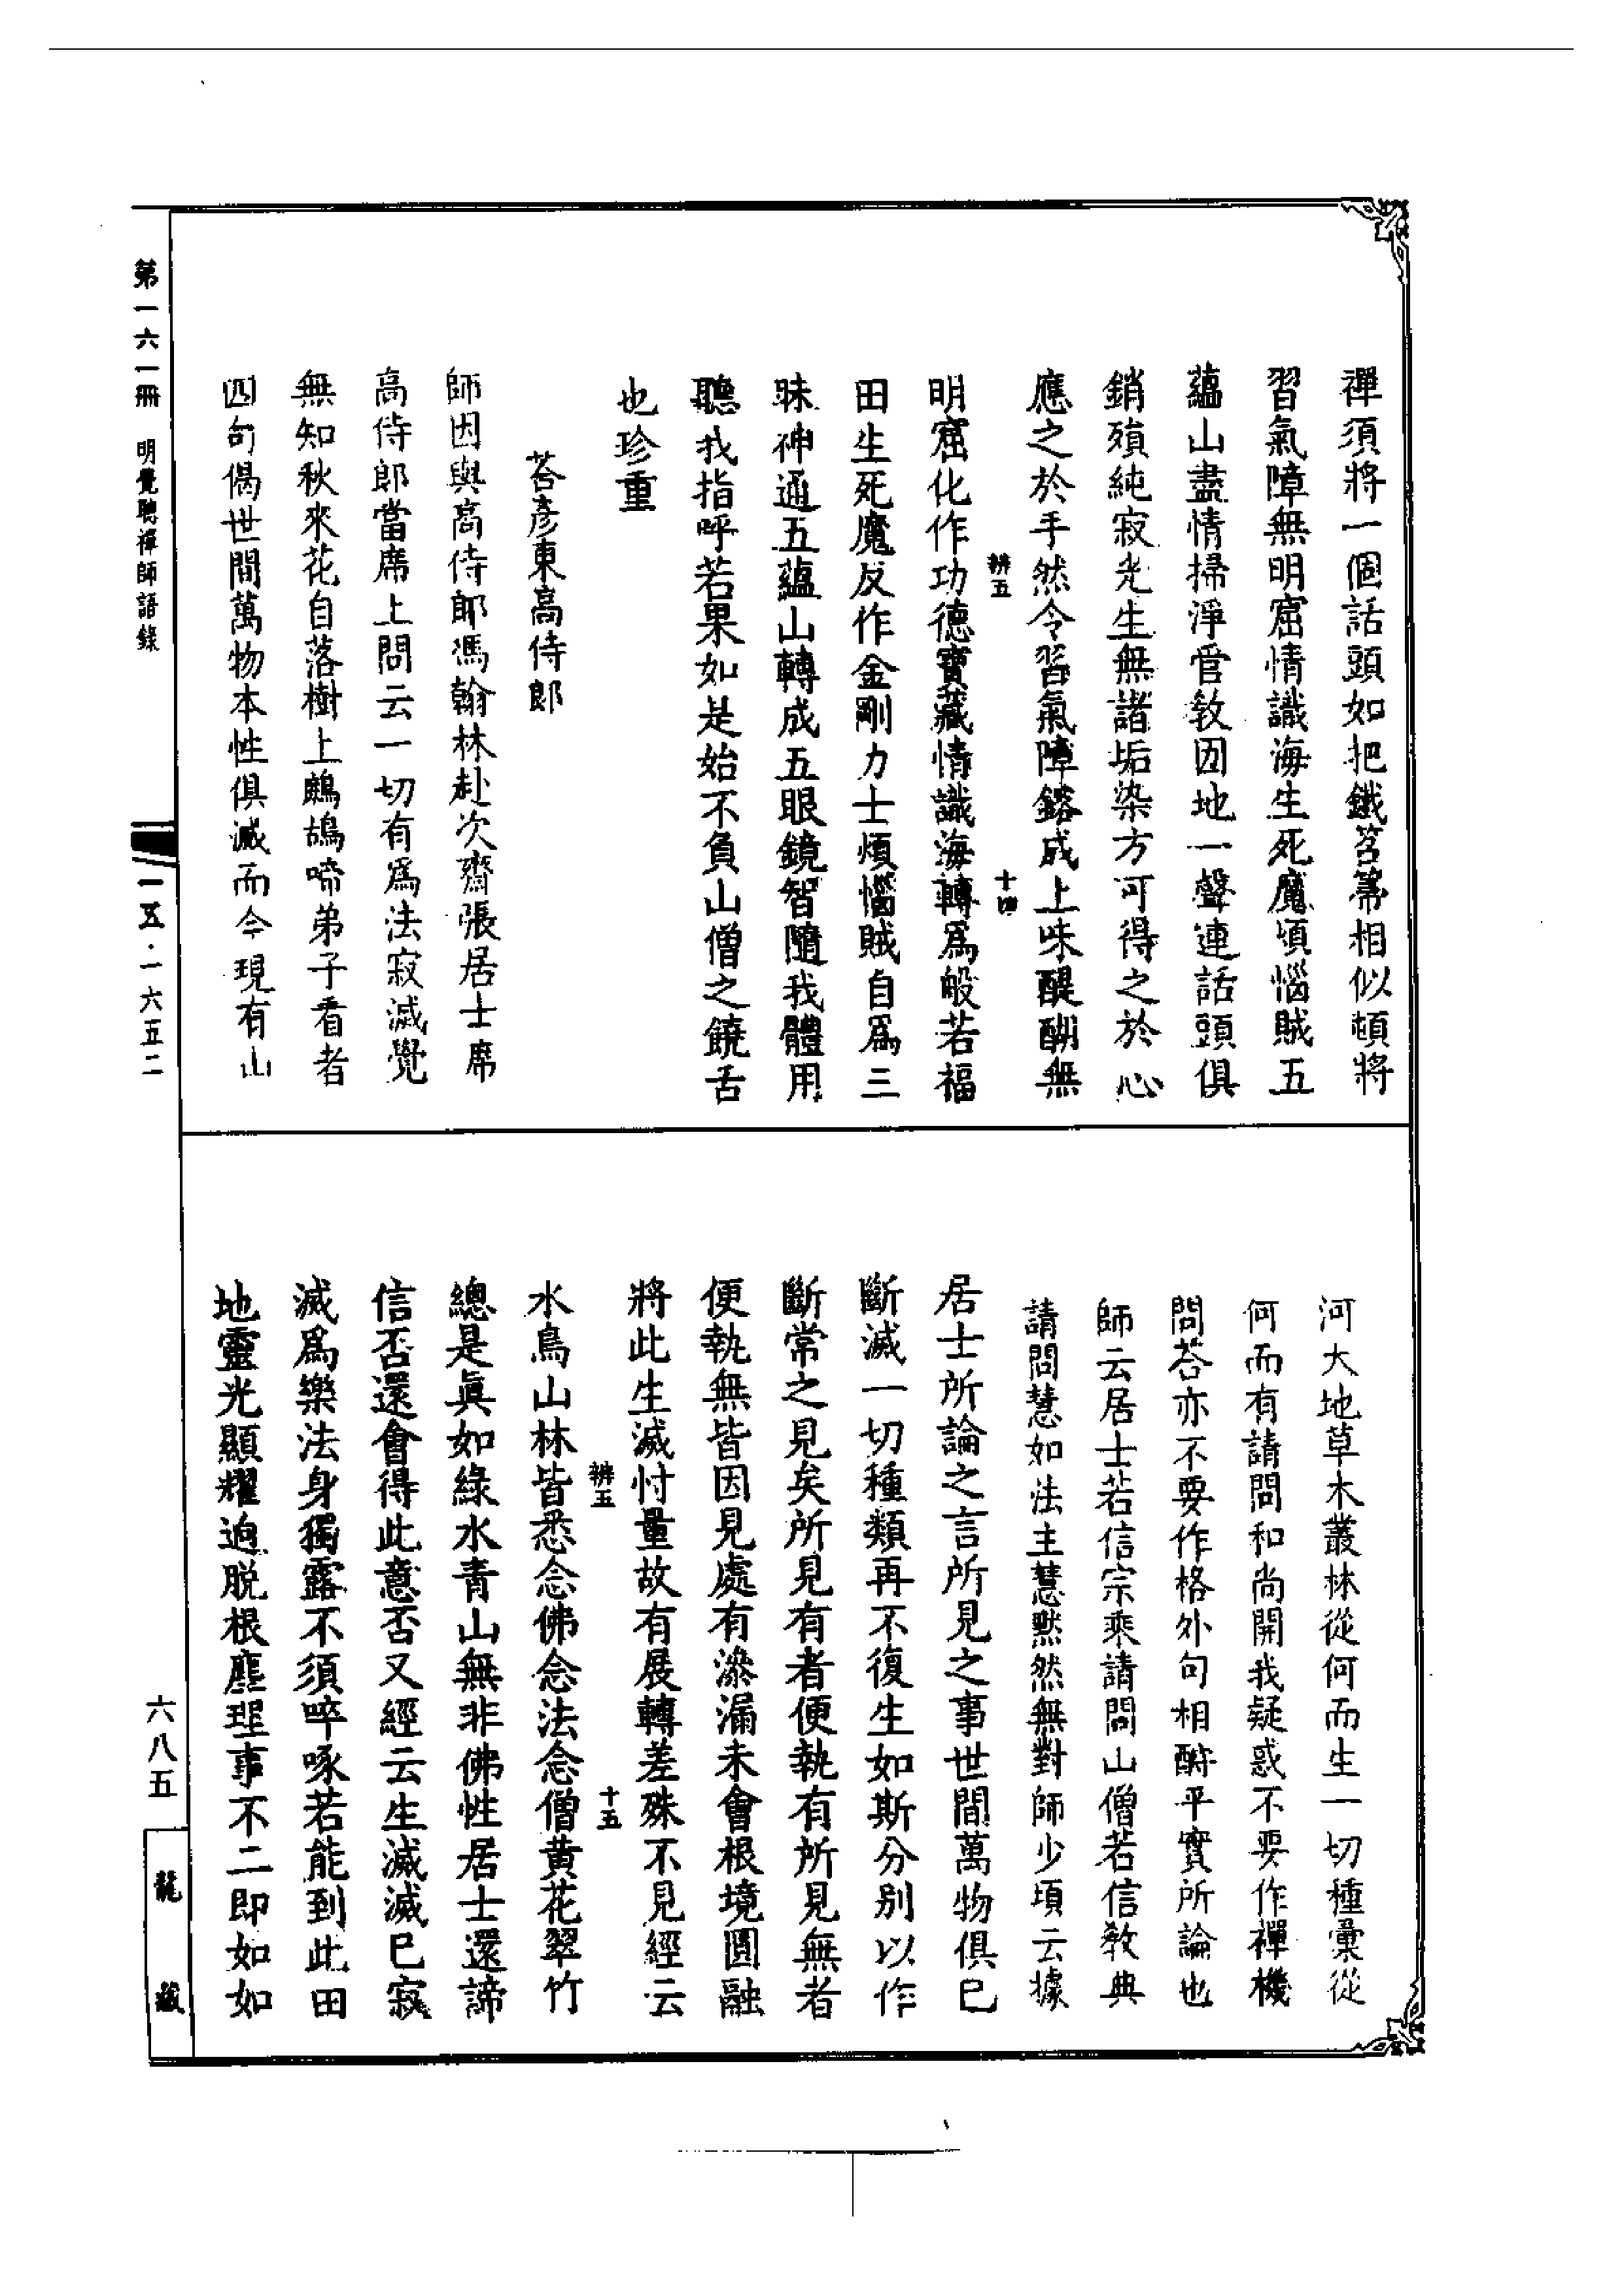 禪須將一個話頭如把鐵笤箒相似頓將
習氣障無明窟情識海生死魔煩惱賊五
蘊山盡情掃淨管敎囫地一聲連話頭俱
銷殞純寂光生無諸垢染方可得之於心
應之於手然令習氣障鎔成上味醍醐無
辨五
十四
明窟化作功德寶藏情識海轉爲般若福
田生死魔反作金剛力士煩惱賊自爲三
昧神通五蘊山轉成五眼鏡智隨我體用
聽我指呼若果如是始不負山僧之饒舌
也珍重
荅彥東高侍郎
師因與高侍郎馮翰林赴次齋張居士席
高侍郎當席上問云一切有爲法寂滅覺
無知秋來花自落樹上鷓鴣啼弟子看者
四句偈世間萬物本性俱滅而今現有山
河大地草木叢林從何而生一切種彙從
何而有請問和尚開我疑惑不要作禪機
問荅亦不要作格外句相酧平實所論也
師云居士若信宗乘請問山僧若信敎典
請問慧如法主慧黙然無對師少項云據
居士所論之言所見之事世間萬物俱已
斷滅一切種類再不復生如斯分别以作
斷常之見矣所見有者便執有所見無者
便執無皆因見處有滲漏未會根境圓融
將此生滅忖量故有展轉差殊不見經云
辨五
十五
水鳥山林皆悉念佛念法念僧黄花翠竹
總是眞如綠水青山無非佛性居士還諦
信否還會得此意否又經云生滅滅已寂
滅爲樂法身獨露不須啐啄若能到此田
地靈光顯耀逈脱根塵理事不二即如如
第一六一冊 明覺聰禪師語錄
一五·一六五二
六八五
龍藏